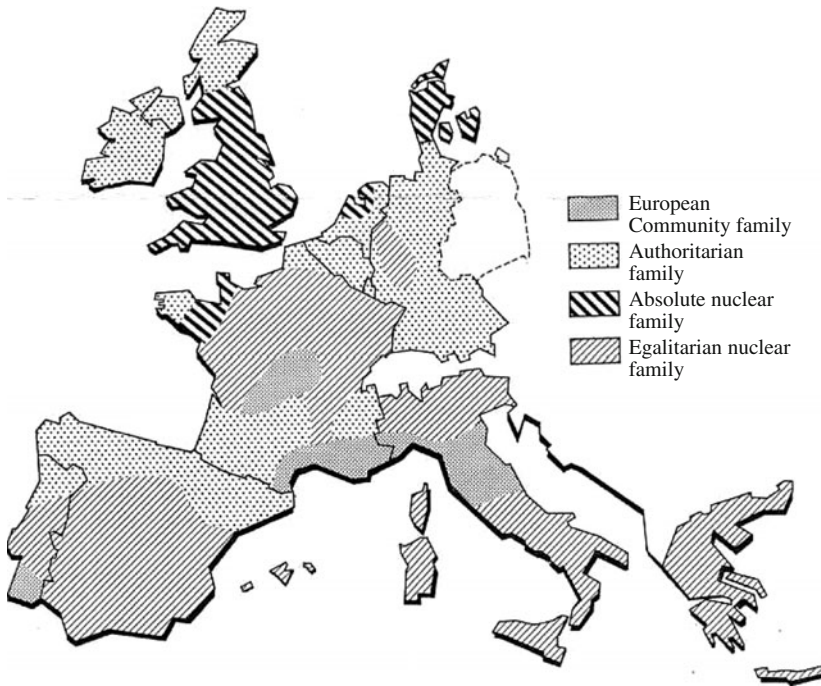 European
Community family
Authoritarian
family
Absolute nuclear
family
Egalitarian nuclear
family